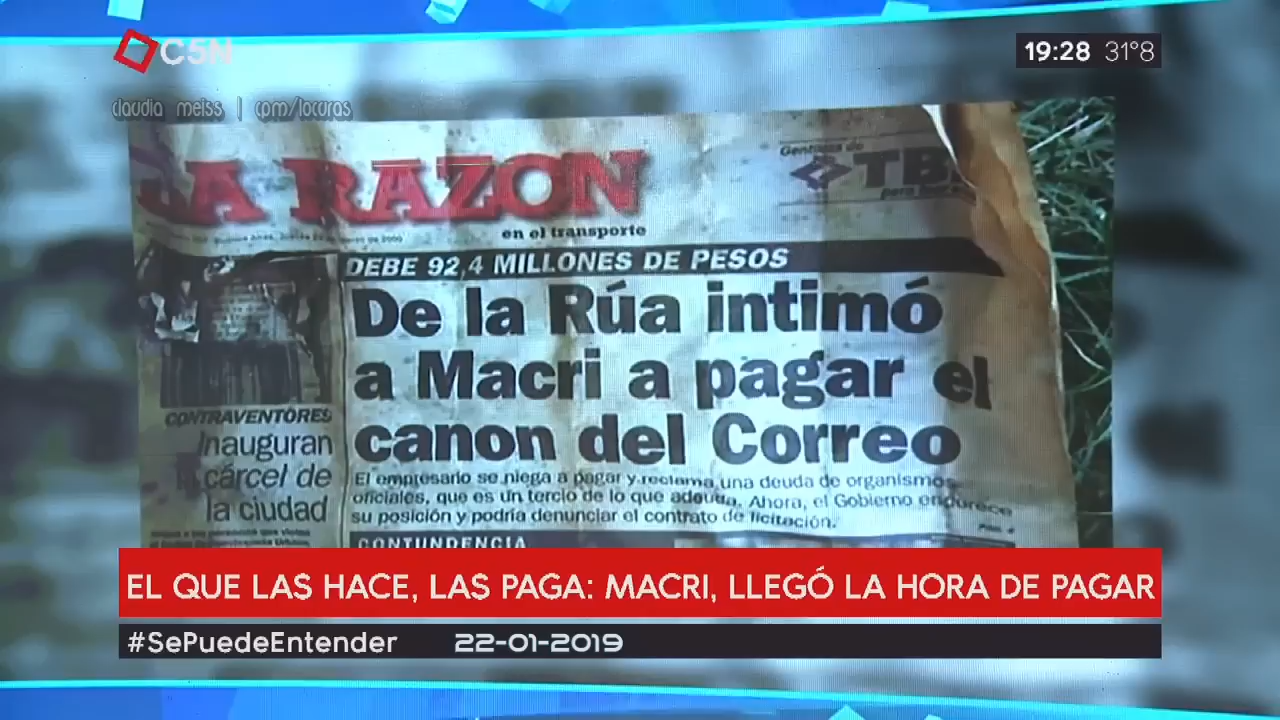 C5N
19:28 31°8
claudia meiss | cpm/locuras
LA RAZON
Gentileza de
TB
en el transporte
DEBE 92,4 MILLONES DE PESOS
De la Rúa intimó
a Macri a pagar el
canon del Correo
El empresario se niega a pagar y reclama una deuda de organismos
oficiales, que es un tercio de lo que adeuda. Ahora, el Gobierno endurece
su posición y podría denunciar el contrato de licitación.
CONTRAVENTORES
Inauguran
cárcel de
la ciudad
CONTUNDENCIA
EL QUE LAS HACE, LAS PAGA: MACRI, LLEGÓ LA HORA DE PAGAR
#SePuedeEntender 22-01-2019